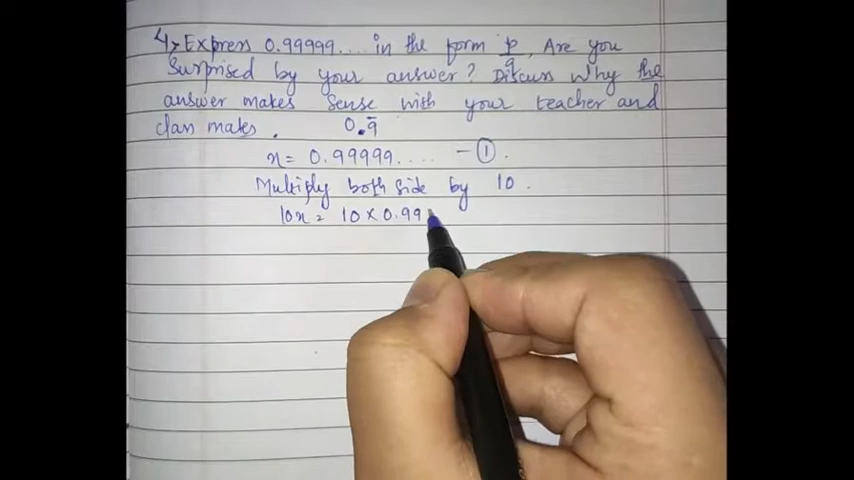 4> Express 0.99999.... in the form p/q, Are you
Surprised by your answer? Discuss why the
answer makes sense with your teacher and
class mates.
0.9̅
x = 0.99999.... - ①.
Multiply both side by 10.
10x = 10 × 0.99